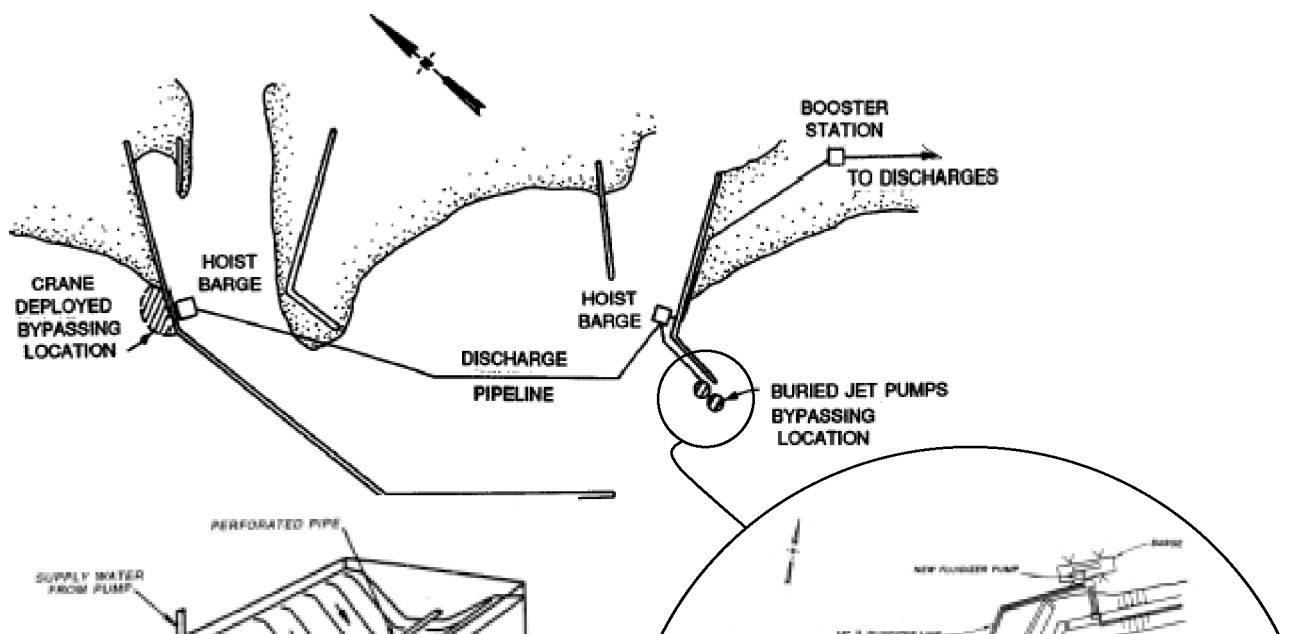 BOOSTER
STATION
TO DISCHARGES
HOIST
BARGE
CRANE
DEPLOYED
BYPASSING
LOCATION
HOIST
BARGE
DISCHARGE
PIPELINE
BURIED JET PUMPS
BYPASSING
LOCATION
PERFORATED PIPE
SUPPLY WATER
FROM PUMP
BARGE
NEW FLUIDIZER PUMP